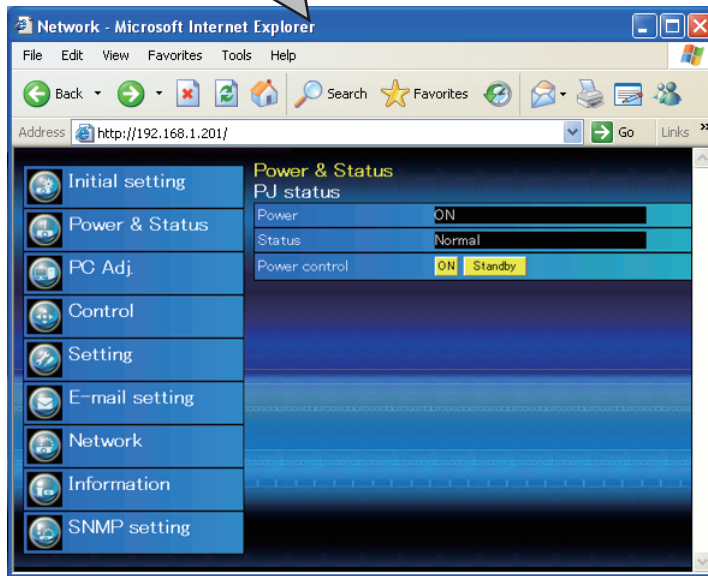 Network - Microsoft Internet Explorer
File Edit View Favorites Tools Help
Back Search Favorites
Address http://192.168.1.201/ Go Links »
Initial setting
Power & Status
PC Adj.
Control
Setting
E-mail setting
Network
Information
SNMP setting
Power & Status
PJ status
Power ON
Status Normal
Power control ON Standby